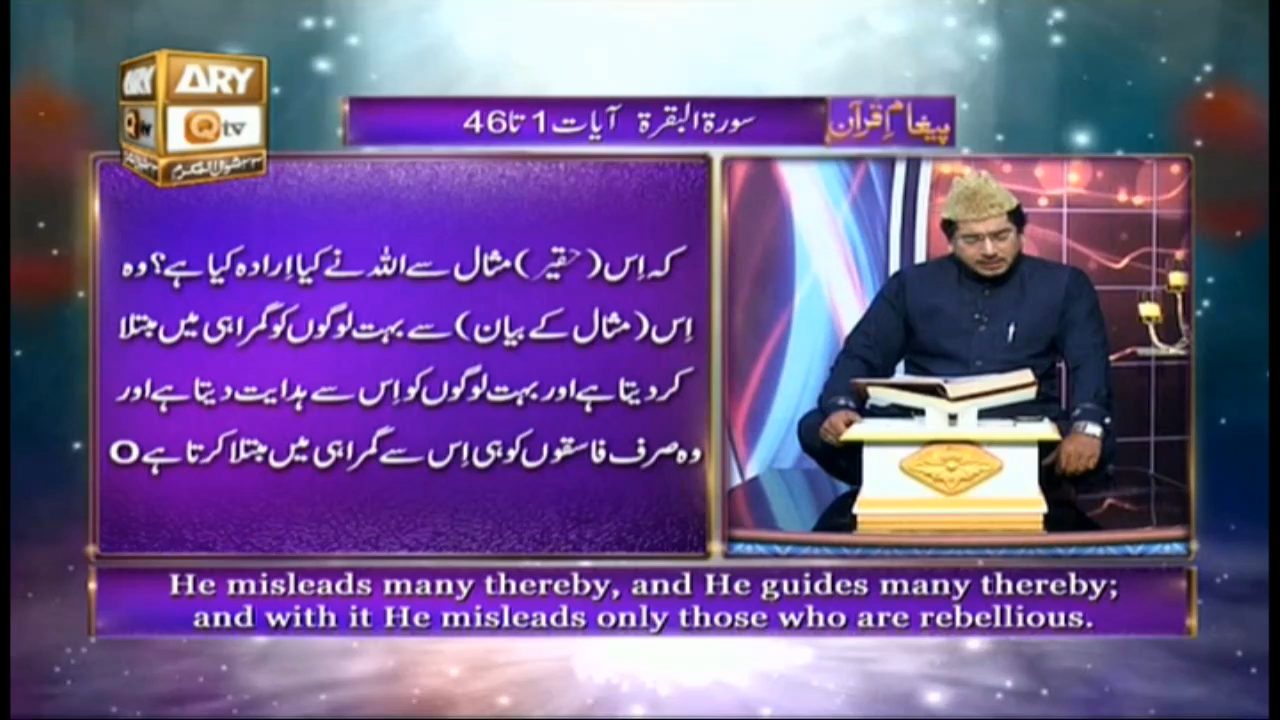 ARY
ARY
Qtv
Qtv
سورۃ البقرۃ آیات 1 تا 46
پیغامِ قرآن
کہ اِس (حقیر) مثال سے اللہ نے کیا اِرادہ کیا ہے؟ وہ
اِس (مثال کے بیان) سے بہت لوگوں کو گمراہی میں مبتلا
کر دیتا ہے اور بہت لوگوں کو اِس سے ہدایت دیتا ہے اور
وہ صرف فاسقوں کو ہی اِس سے گمراہی میں مبتلا کرتا ہے O
He misleads many thereby, and He guides many thereby;
and with it He misleads only those who are rebellious.